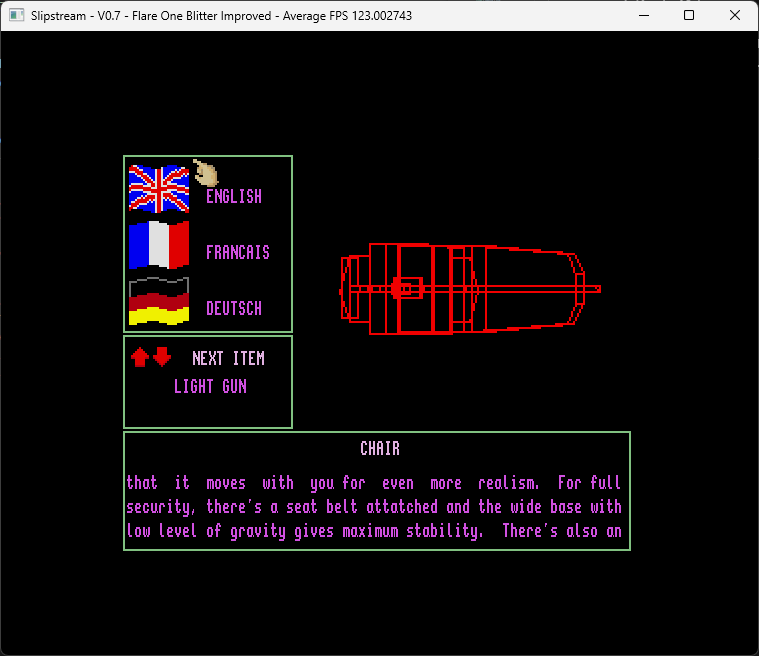 Slipstream - V0.7 - Flare One Blitter Improved - Average FPS 123.002743
ENGLISH
FRANCAIS
DEUTSCH
NEXT ITEM
LIGHT GUN
CHAIR
that it moves with you for even more realism. For full
security, there's a seat belt attatched and the wide base with
low level of gravity gives maximum stability. There's also an